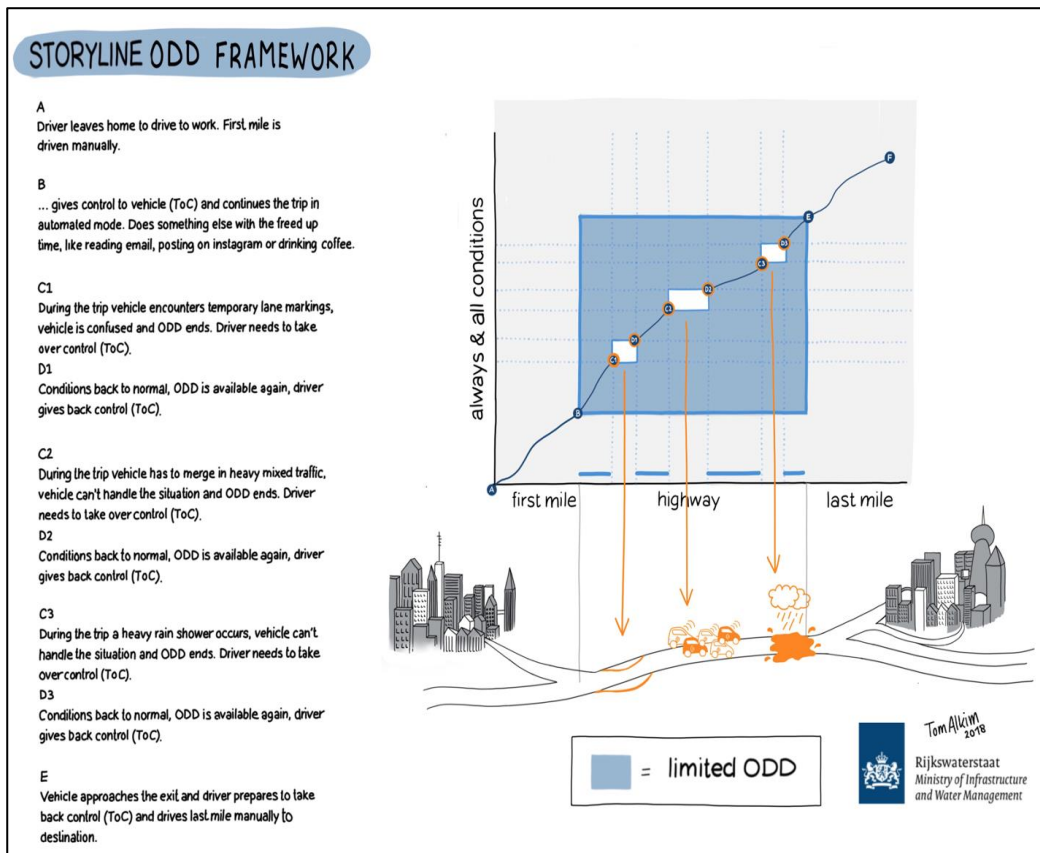 STORYLINE ODD FRAMEWORK
A
Driver leaves home to drive to work. First mile is
driven manually.
B
... gives control to vehicle (ToC) and continues the trip in
automated mode. Does something else with the freed up
time, like reading email, posting on instagram or drinking coffee.
C1
During the trip vehicle encounters temporary lane markings,
vehicle is confused and ODD ends. Driver needs to take
over control (ToC).
D1
Conditions back to normal, ODD is available again, driver
gives back control (ToC).
C2
During the trip vehicle has to merge in heavy mixed traffic,
vehicle can't handle the situation and ODD ends. Driver
needs to take over control (ToC).
D2
Conditions back to normal, ODD is available again, driver
gives back control (ToC).
C3
During the trip a heavy rain shower occurs, vehicle can't
handle the situation and ODD ends. Driver needs to take
over control (ToC).
D3
Conditions back to normal, ODD is available again, driver
gives back control (ToC).
E
Vehicle approaches the exit and driver prepares to take
back control (ToC) and drives last mile manually to
destination.
always & all conditions
A
B
C1
D1
C2
D2
C3
D3
E
F
first mile
highway
last mile
= limited ODD
Tom Alkim
2018
Rijkswaterstaat
Ministry of Infrastructure
and Water Management